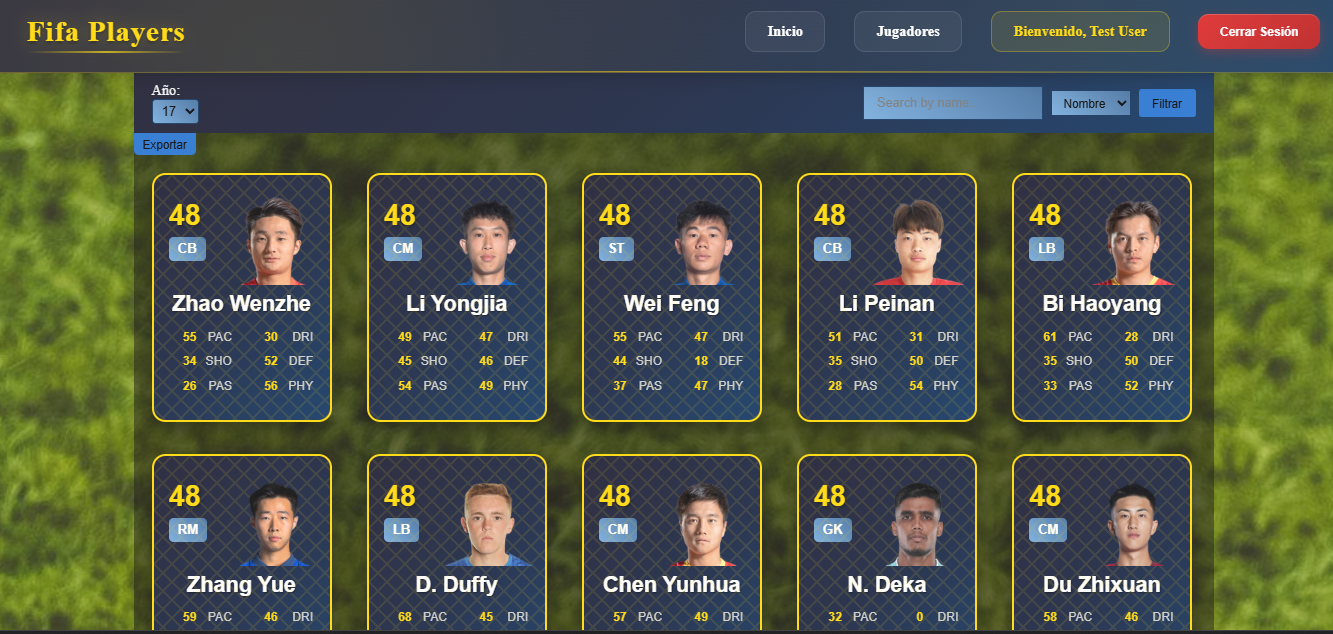 Fifa Players
Inicio
Jugadores
Bienvenido, Test User
Cerrar Sesión
Año:
17
Search by name...
Nombre
Filtrar
Exportar
48
CB
Zhao Wenzhe
55 PAC 30 DRI
34 SHO 52 DEF
26 PAS 56 PHY
48
CM
Li Yongjia
49 PAC 47 DRI
45 SHO 46 DEF
54 PAS 49 PHY
48
ST
Wei Feng
55 PAC 47 DRI
44 SHO 18 DEF
37 PAS 47 PHY
48
CB
Li Peinan
51 PAC 31 DRI
35 SHO 50 DEF
28 PAS 54 PHY
48
LB
Bi Haoyang
61 PAC 28 DRI
35 SHO 50 DEF
33 PAS 52 PHY
48
RM
Zhang Yue
59 PAC 46 DRI
48
LB
D. Duffy
68 PAC 45 DRI
48
CM
Chen Yunhua
57 PAC 49 DRI
48
GK
N. Deka
32 PAC 0 DRI
48
CM
Du Zhixuan
58 PAC 46 DRI